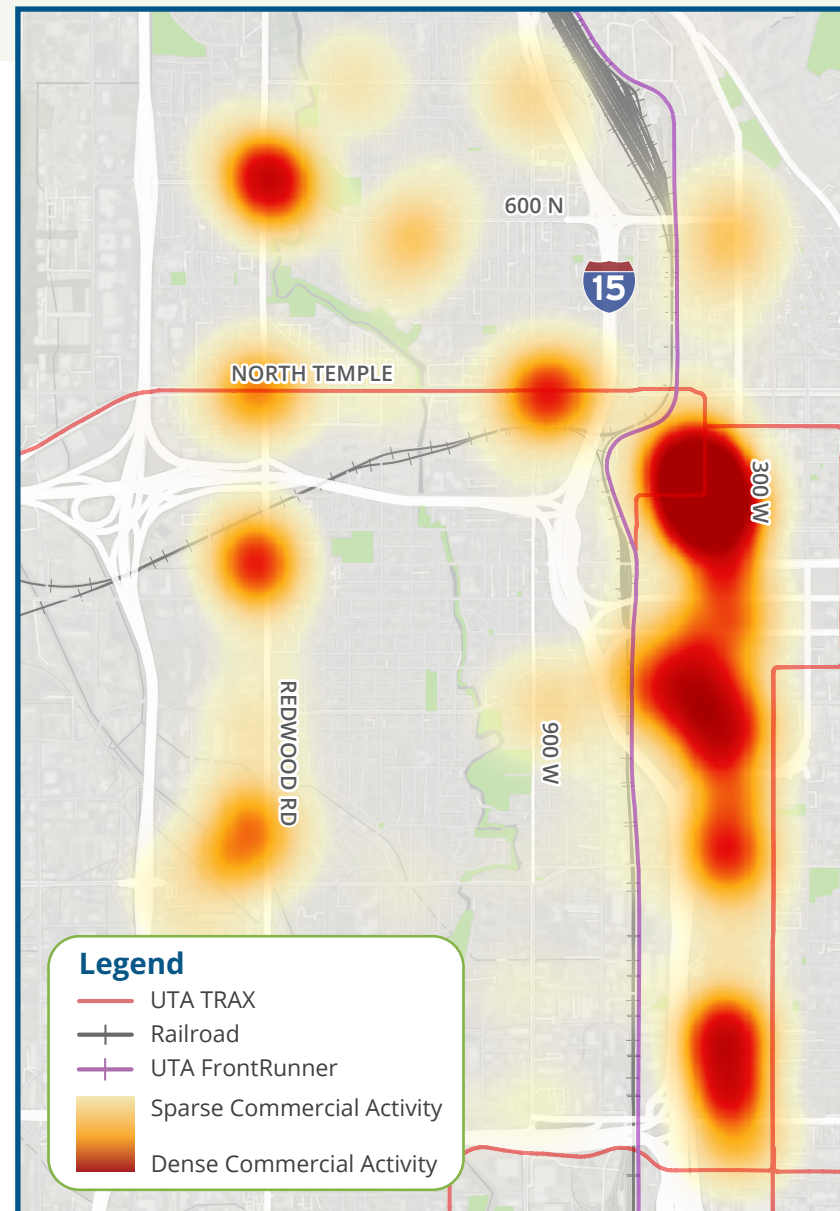 600 N
15
NORTH TEMPLE
300 W
REDWOOD RD
900 W
Legend
UTA TRAX
Railroad
UTA FrontRunner
Sparse Commercial Activity
Dense Commercial Activity